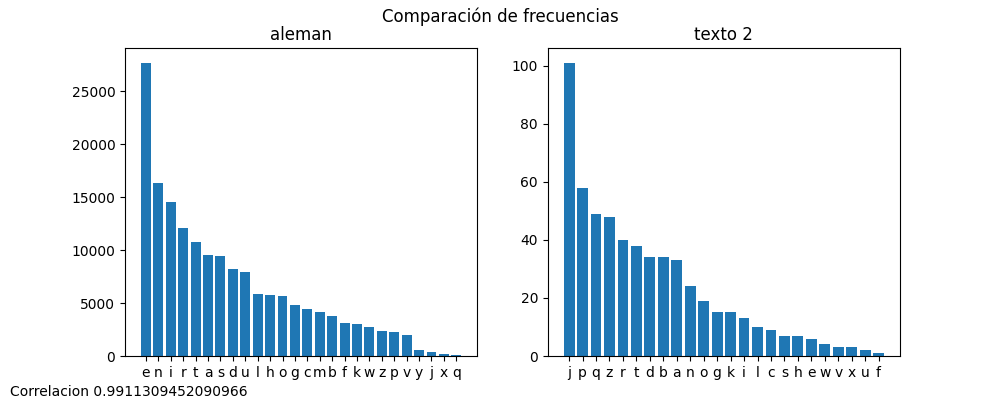 Comparación de frecuencias
aleman
texto 2
25000
20000
15000
10000
5000
0
e n i r t a s d u l h o g c m b f k w z p v y j x q
100
80
60
40
20
0
j p q z r t d b a n o g k i l c s h e w v x u f
Correlacion 0.9911309452090966